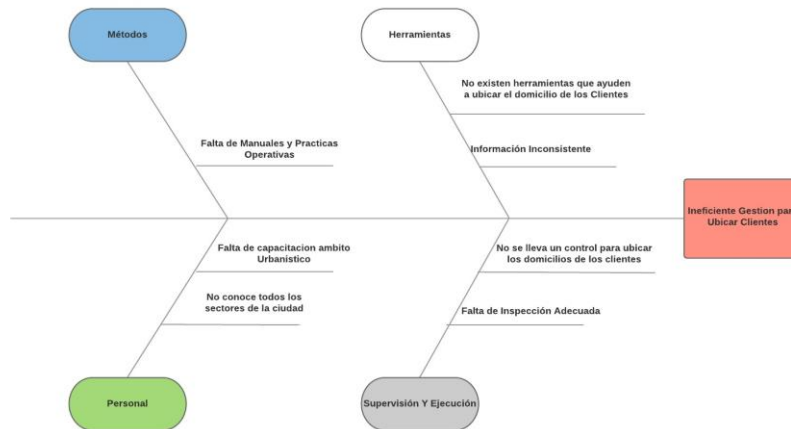 Métodos
Herramientas
No existen herramientas que ayuden
a ubicar el domicilio de los Clientes
Falta de Manuales y Practicas
Operativas
Información Inconsistente
Ineficiente Gestion par
Ubicar Clientes
Falta de capacitacion ambito
Urbanístico
No se lleva un control para ubicar
los domicilios de los clientes
No conoce todos los
sectores de la ciudad
Falta de Inspección Adecuada
Personal
Supervisión Y Ejecución